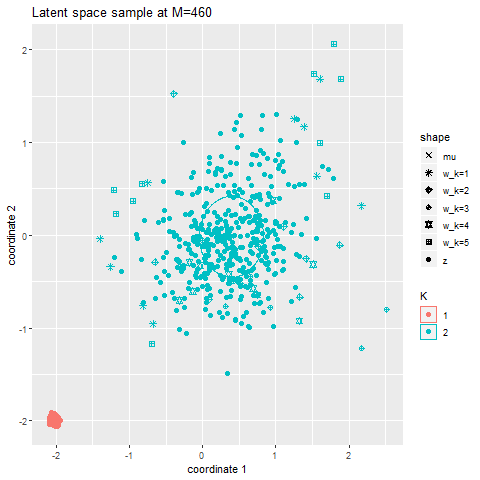 Latent space sample at M=460
coordinate 2
2
1
0
-1
-2
-2
-1
0
1
2
coordinate 1
shape
mu
w_k=1
w_k=2
w_k=3
w_k=4
w_k=5
z
K
1
2